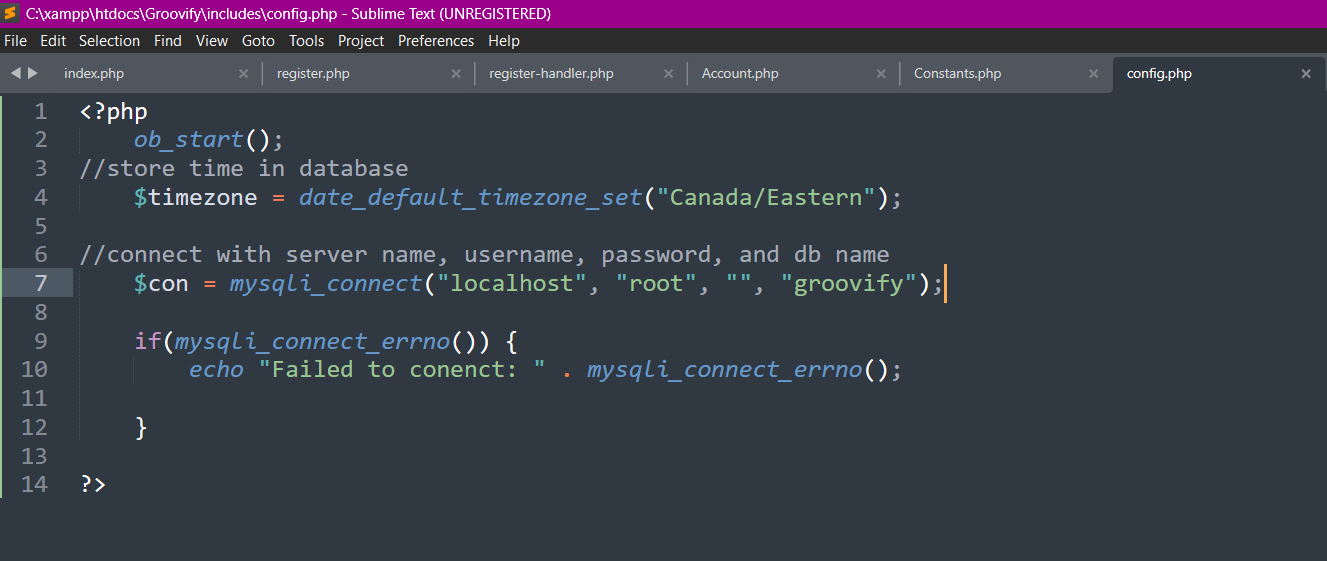 C:\xampp\htdocs\Groovify\includes\config.php - Sublime Text (UNREGISTERED)
File Edit Selection Find View Goto Tools Project Preferences Help
index.php register.php register-handler.php Account.php Constants.php config.php
1 <?php
2 ob_start();
3 //store time in database
4 $timezone = date_default_timezone_set("Canada/Eastern");
5
6 //connect with server name, username, password, and db name
7 $con = mysqli_connect("localhost", "root", "", "groovify");
8
9 if(mysqli_connect_errno()) {
10 echo "Failed to conenct: " . mysqli_connect_errno();
11
12 }
13
14 ?>